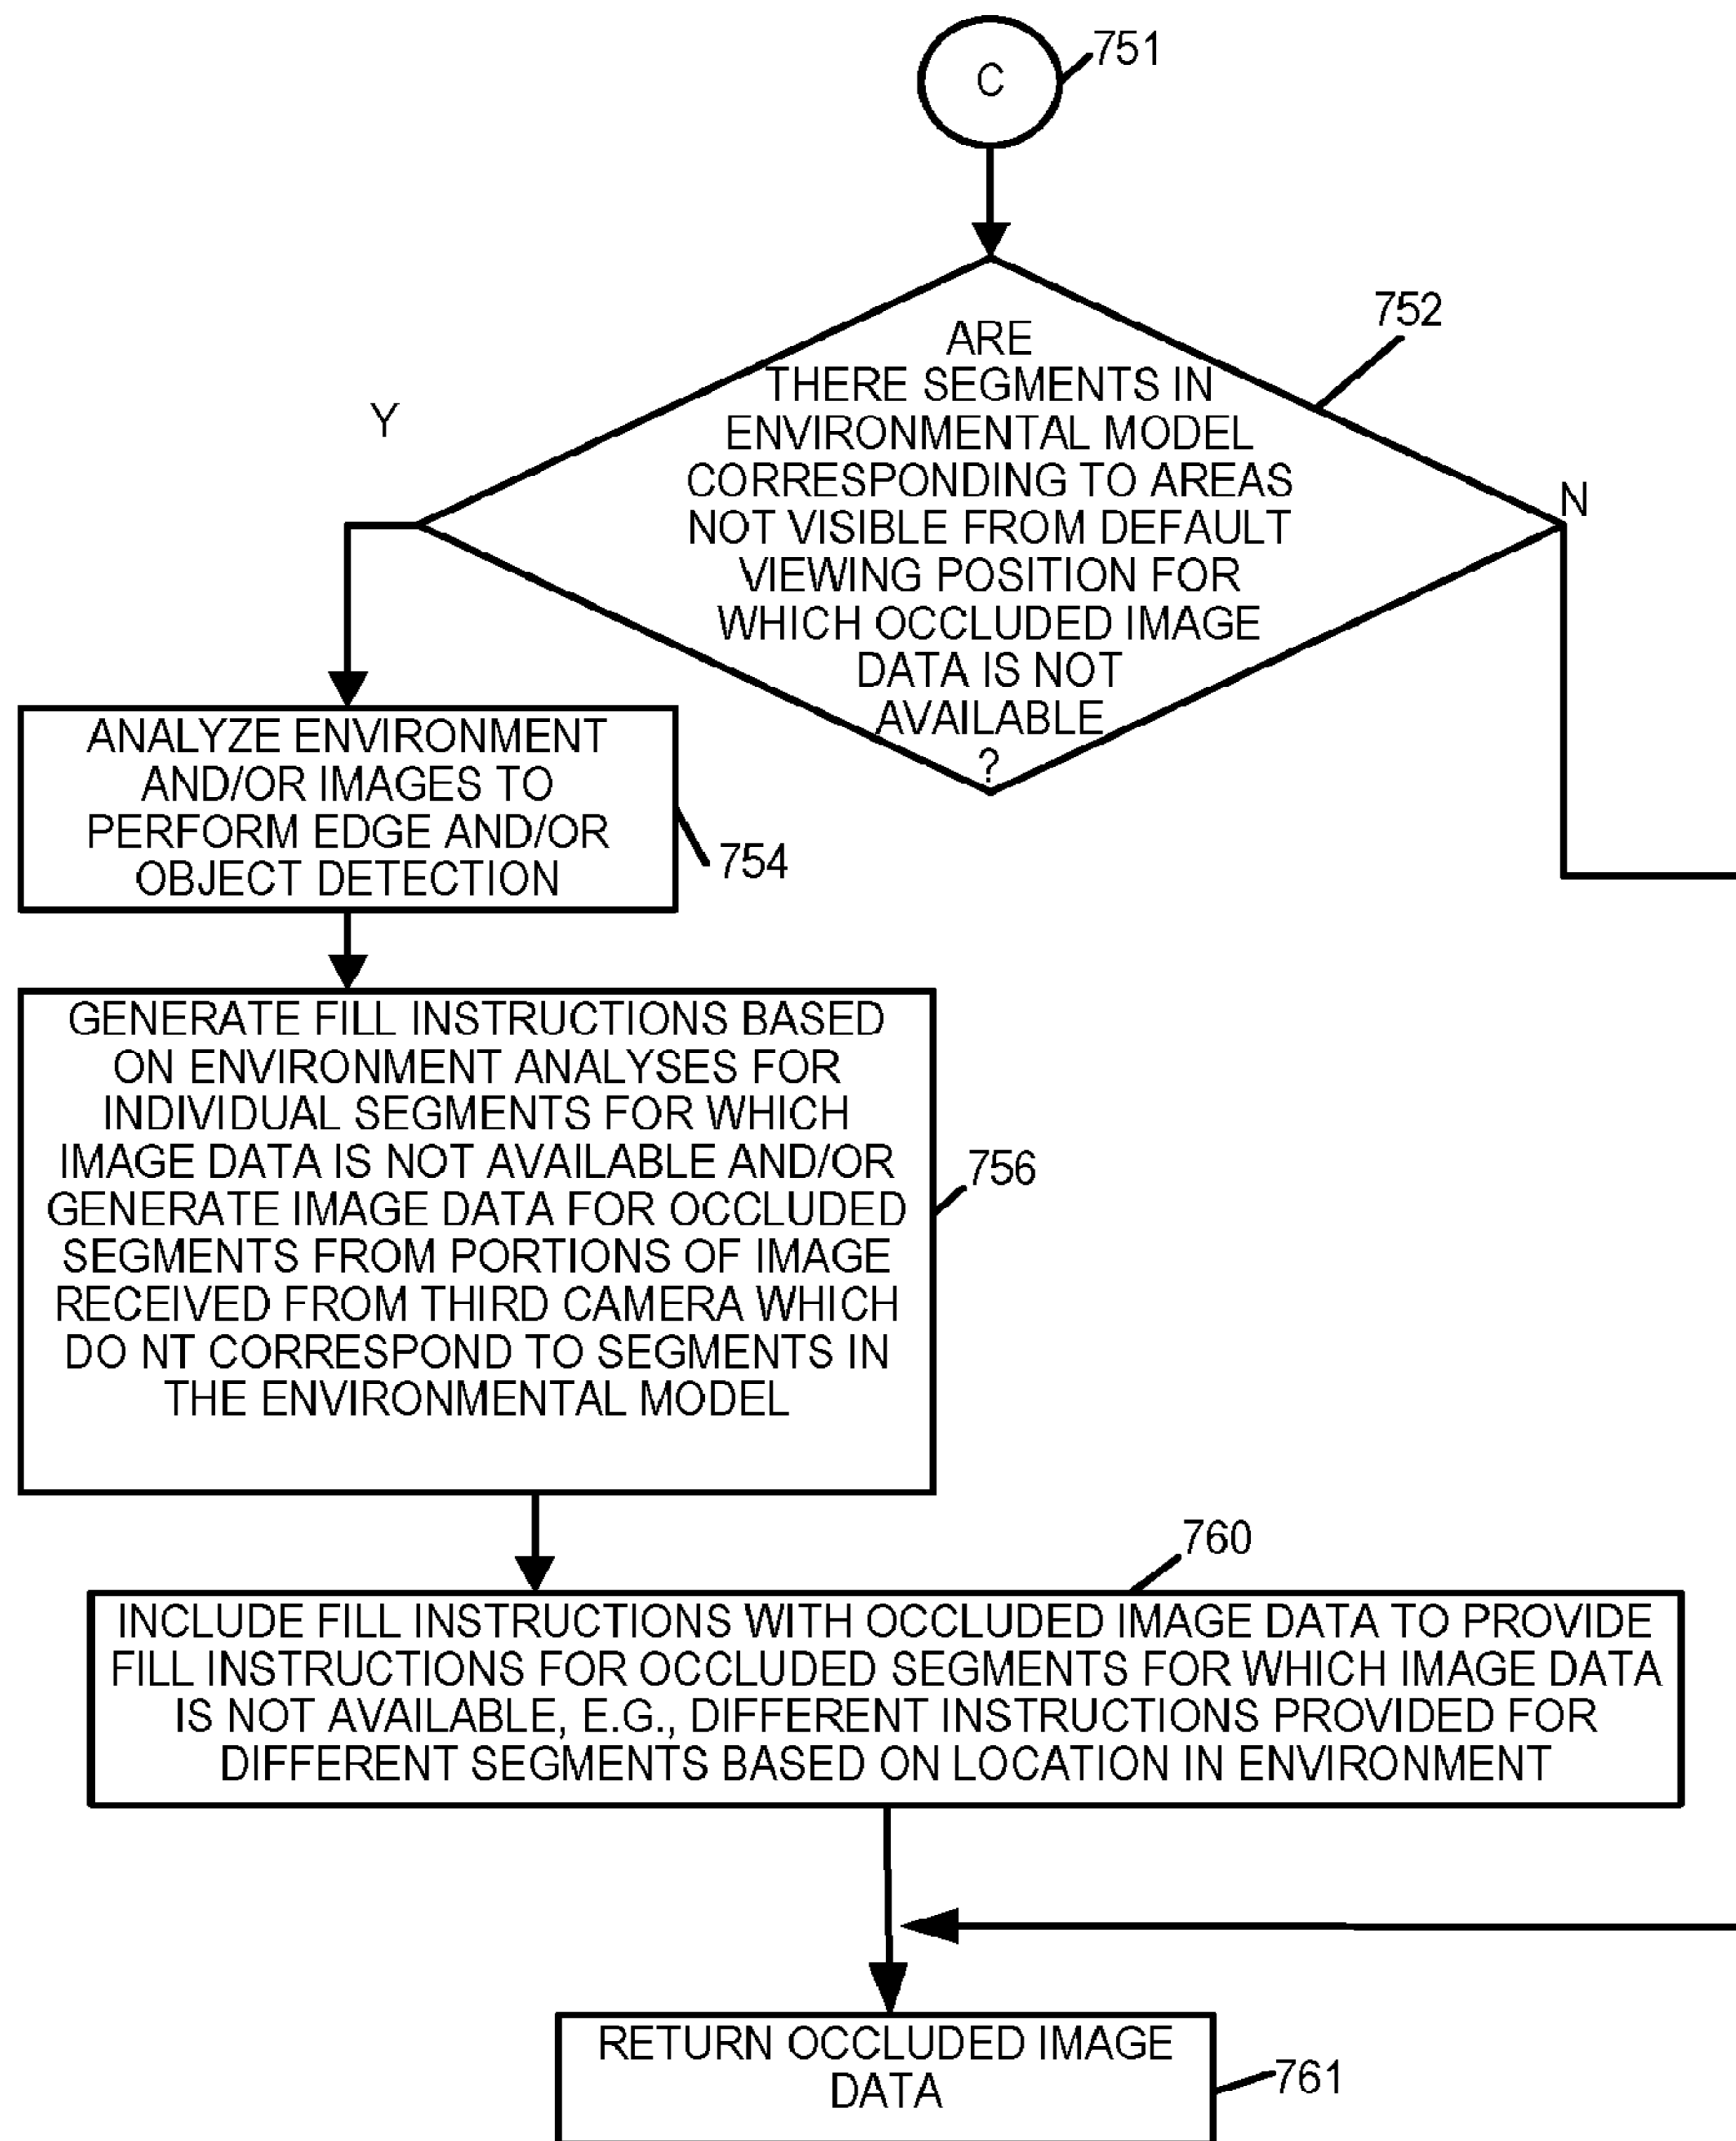 C
751
752
ARE
THERE SEGMENTS IN
ENVIRONMENTAL MODEL
CORRESPONDING TO AREAS
NOT VISIBLE FROM DEFAULT
VIEWING POSITION FOR
WHICH OCCLUDED IMAGE
DATA IS NOT
AVAILABLE
?
Y
N
ANALYZE ENVIRONMENT
AND/OR IMAGES TO
PERFORM EDGE AND/OR
OBJECT DETECTION
754
GENERATE FILL INSTRUCTIONS BASED
ON ENVIRONMENT ANALYSES FOR
INDIVIDUAL SEGMENTS FOR WHICH
IMAGE DATA IS NOT AVAILABLE AND/OR
GENERATE IMAGE DATA FOR OCCLUDED
SEGMENTS FROM PORTIONS OF IMAGE
RECEIVED FROM THIRD CAMERA WHICH
DO NT CORRESPOND TO SEGMENTS IN
THE ENVIRONMENTAL MODEL
756
760
INCLUDE FILL INSTRUCTIONS WITH OCCLUDED IMAGE DATA TO PROVIDE
FILL INSTRUCTIONS FOR OCCLUDED SEGMENTS FOR WHICH IMAGE DATA
IS NOT AVAILABLE, E.G., DIFFERENT INSTRUCTIONS PROVIDED FOR
DIFFERENT SEGMENTS BASED ON LOCATION IN ENVIRONMENT
RETURN OCCLUDED IMAGE
DATA
761